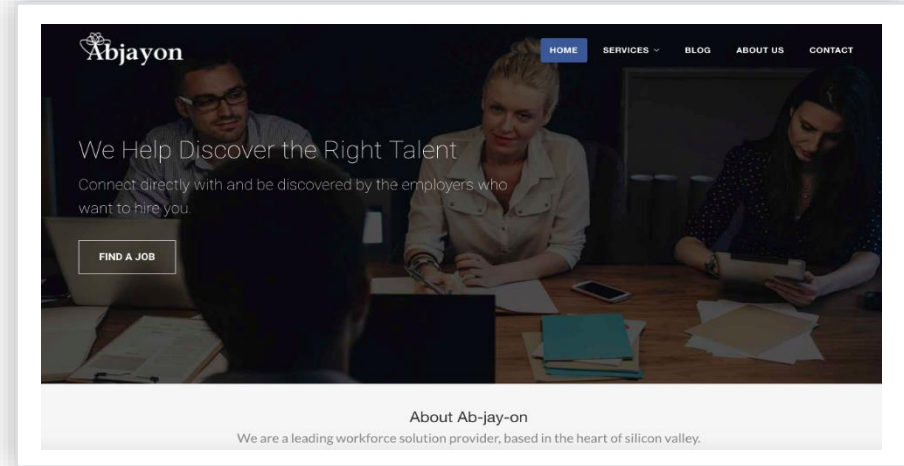 Abjayon
HOME SERVICES BLOG ABOUT US CONTACT
We Help Discover the Right Talent
Connect directly with and be discovered by the employers who
want to hire you.
FIND A JOB
About Ab-jay-on
We are a leading workforce solution provider, based in the heart of silicon valley.